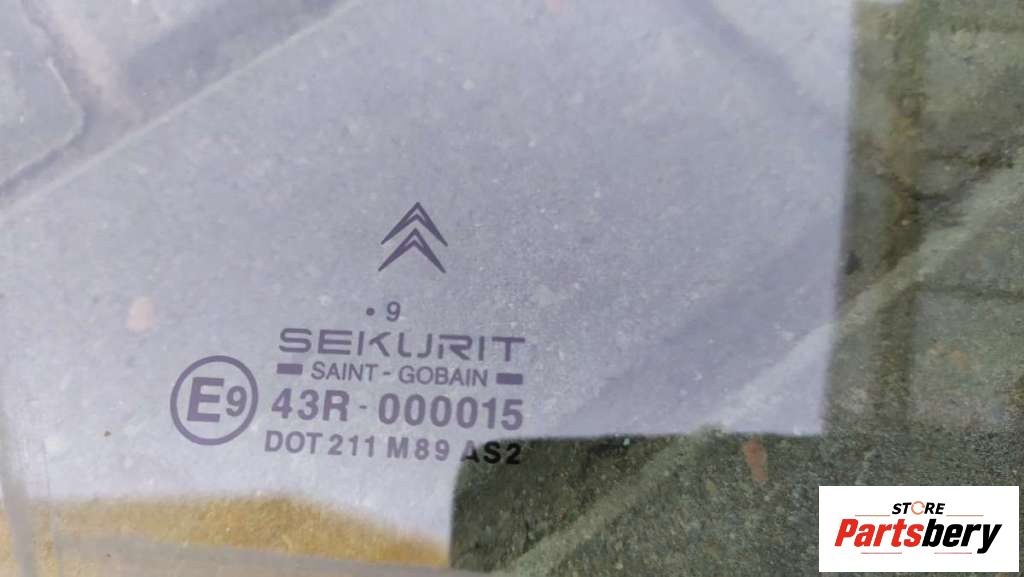 • 9
SEKURIT
SAINT - GOBAIN
E9 43R - 000015
DOT 211 M89 AS2
STORE
Partsbery